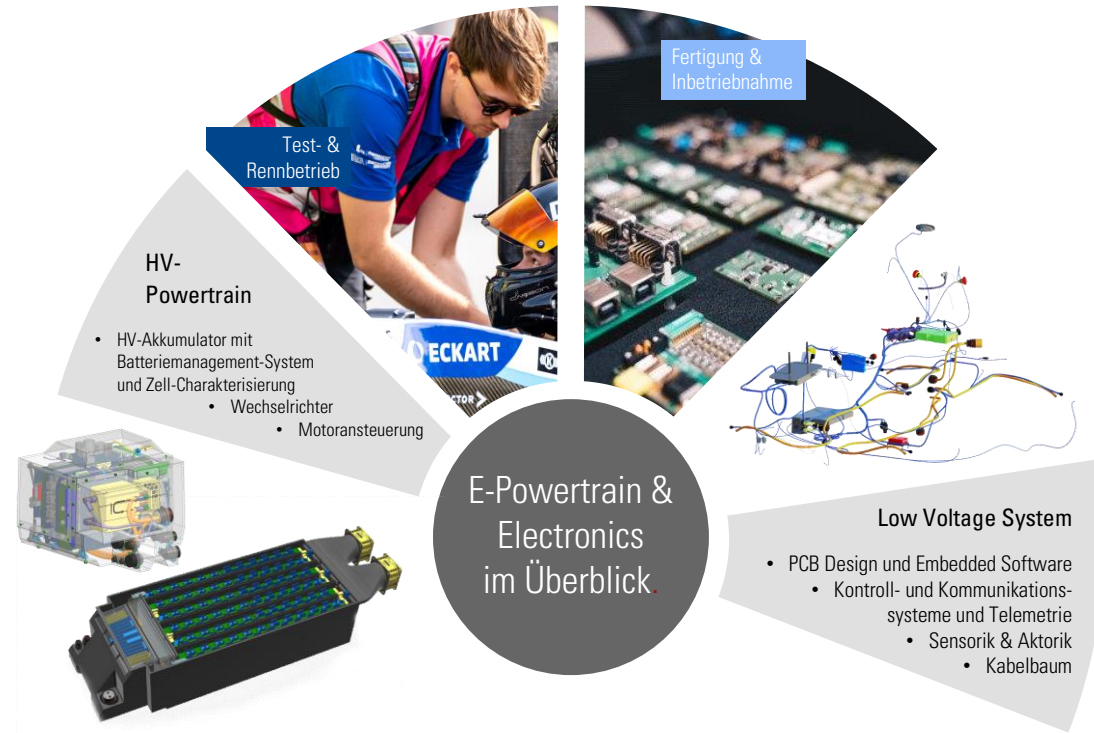 Test- &
Rennbetrieb
Fertigung &
Inbetriebnahme
HV-
Powertrain
• HV-Akkumulator mit
Batteriemanagement-System
und Zell-Charakterisierung
• Wechselrichter
• Motoransteuerung
ECKART
E-Powertrain &
Electronics
im Überblick.
Low Voltage System
• PCB Design und Embedded Software
• Kontroll- und Kommunikations-
systeme und Telemetrie
• Sensorik & Aktorik
• Kabelbaum